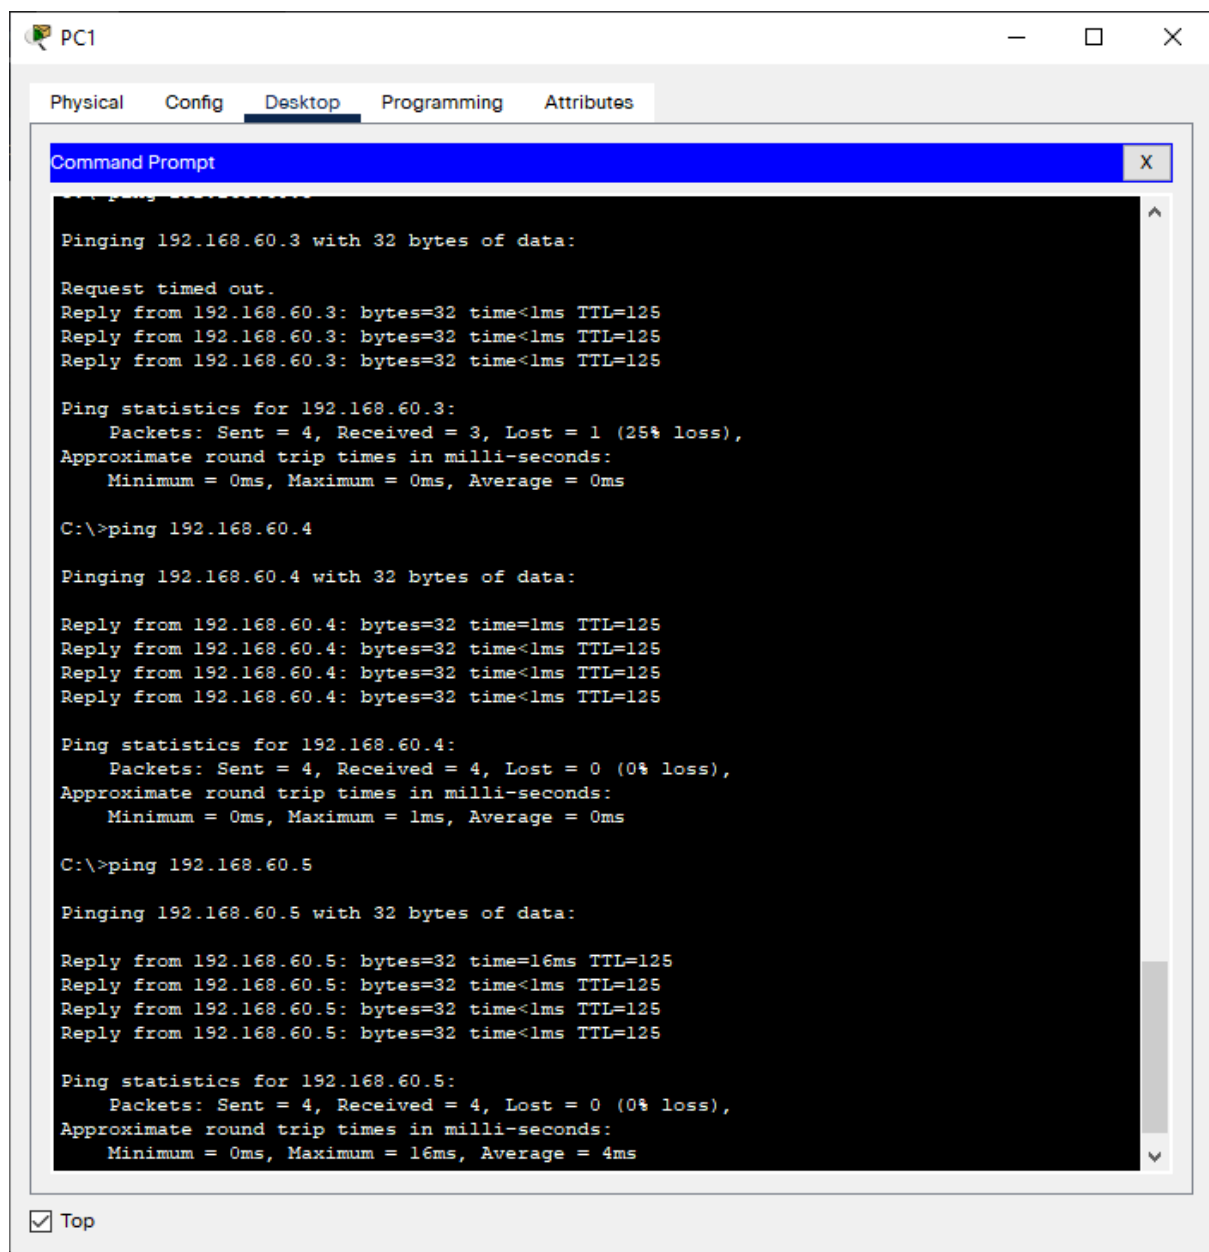 PC1
Physical Config Desktop Programming Attributes
Command Prompt X
Pinging 192.168.60.3 with 32 bytes of data:
Request timed out.
Reply from 192.168.60.3: bytes=32 time<1ms TTL=125
Reply from 192.168.60.3: bytes=32 time<1ms TTL=125
Reply from 192.168.60.3: bytes=32 time<1ms TTL=125
Ping statistics for 192.168.60.3:
Packets: Sent = 4, Received = 3, Lost = 1 (25% loss),
Approximate round trip times in milli-seconds:
Minimum = 0ms, Maximum = 0ms, Average = 0ms
C:\>ping 192.168.60.4
Pinging 192.168.60.4 with 32 bytes of data:
Reply from 192.168.60.4: bytes=32 time=1ms TTL=125
Reply from 192.168.60.4: bytes=32 time<1ms TTL=125
Reply from 192.168.60.4: bytes=32 time<1ms TTL=125
Reply from 192.168.60.4: bytes=32 time<1ms TTL=125
Ping statistics for 192.168.60.4:
Packets: Sent = 4, Received = 4, Lost = 0 (0% loss),
Approximate round trip times in milli-seconds:
Minimum = 0ms, Maximum = 1ms, Average = 0ms
C:\>ping 192.168.60.5
Pinging 192.168.60.5 with 32 bytes of data:
Reply from 192.168.60.5: bytes=32 time=16ms TTL=125
Reply from 192.168.60.5: bytes=32 time<1ms TTL=125
Reply from 192.168.60.5: bytes=32 time<1ms TTL=125
Reply from 192.168.60.5: bytes=32 time<1ms TTL=125
Ping statistics for 192.168.60.5:
Packets: Sent = 4, Received = 4, Lost = 0 (0% loss),
Approximate round trip times in milli-seconds:
Minimum = 0ms, Maximum = 16ms, Average = 4ms
Top